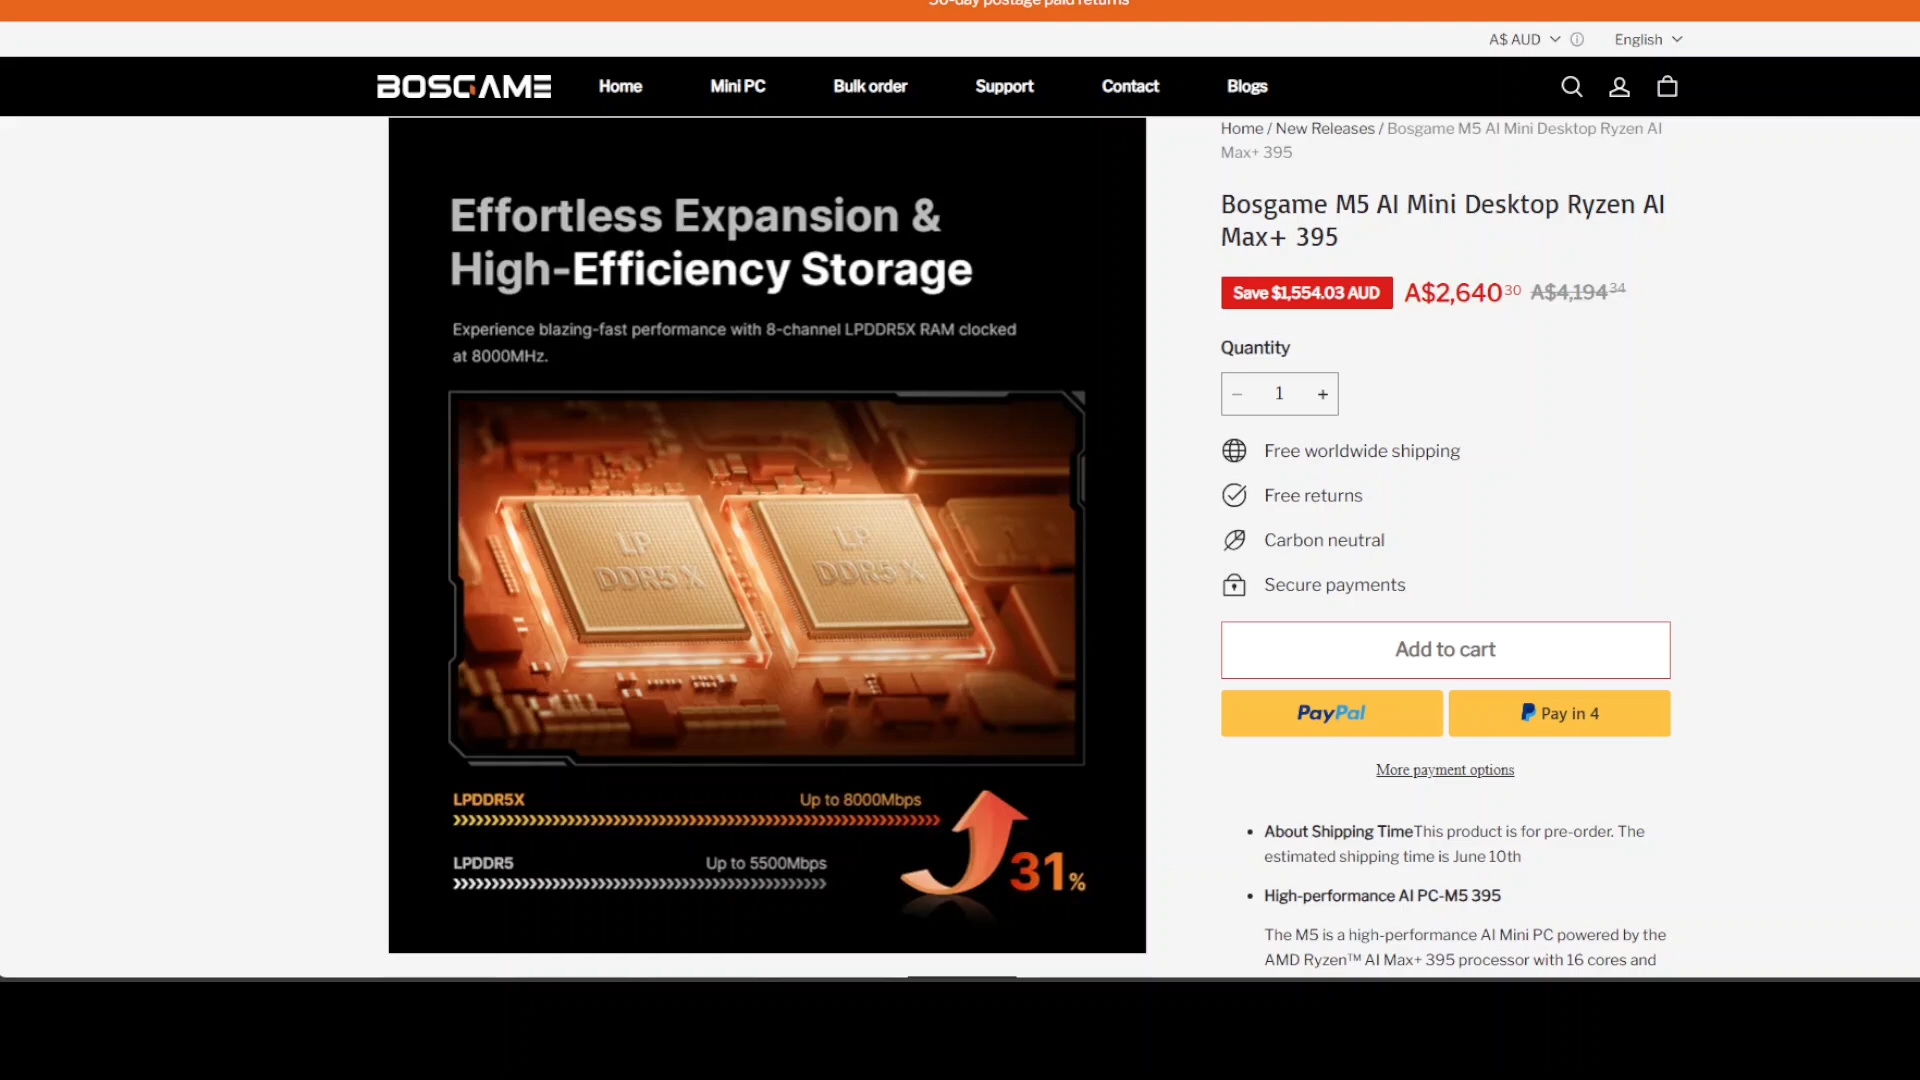 30-day postage paid returns
A$ AUD
English
BOSGAME
Home
Mini PC
Bulk order
Support
Contact
Blogs
Home / New Releases / Bosgame M5 AI Mini Desktop Ryzen AI
Max+ 395
Effortless Expansion &
High-Efficiency Storage
Experience blazing-fast performance with 8-channel LPDDR5X RAM clocked
at 8000MHz.
LP
DDR5 X
LP
DDR5 X
LPDDR5X
Up to 8000Mbps
LPDDR5
Up to 5500Mbps
31%
Bosgame M5 AI Mini Desktop Ryzen AI
Max+ 395
Save $1,554.03 AUD
A$2,640 30
A$4,194 34
Quantity
− 1 +
Free worldwide shipping
Free returns
Carbon neutral
Secure payments
Add to cart
PayPal
Pay in 4
More payment options
• About Shipping TimeThis product is for pre-order. The
estimated shipping time is June 10th
• High-performance AI PC-M5 395
The M5 is a high-performance AI Mini PC powered by the
AMD Ryzen™ AI Max+ 395 processor with 16 cores and